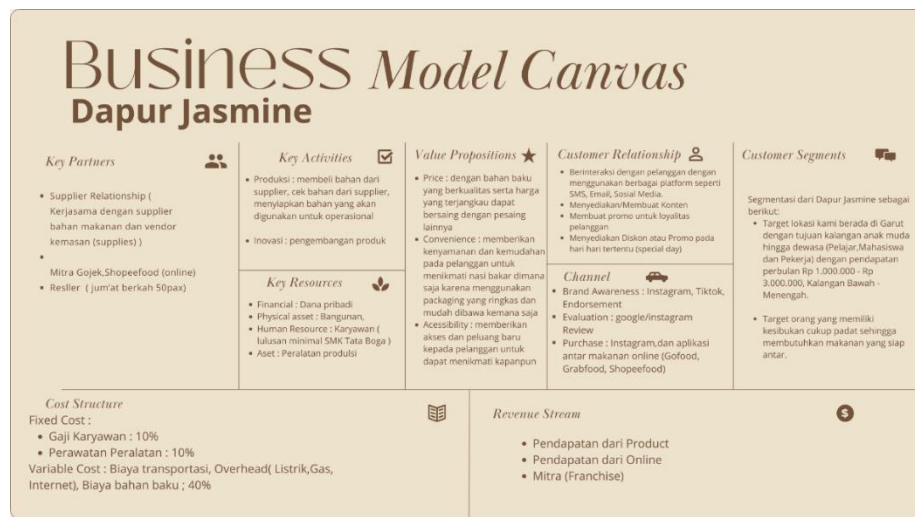 Business Model Canvas
Dapur Jasmine
Key Partners
Supplier Relationship (
Kerjasama dengan supplier
bahan makanan dan vendor
kemasan (supplies) )
Mitra Gojek,Shopeefood (online)
Resller ( jum'at berkah 50pax)
Key Activities
Produksi : membeli bahan dari
supplier, cek bahan dari supplier,
menyiapkan bahan yang akan
digunakan untuk operasional
Inovasi : pengembangan produk
Key Resources
Financial : Dana pribadi
Physical asset : Bangunan,
Human Resource : Karyawan (
lulusan minimal SMK Tata Boga )
Aset : Peralatan produlsi
Value Propositions
Price : dengan bahan baku
yang berkualitas serta harga
yang terjangkau dapat
bersaing dengan pesaing
lainnya
Convenience : memberikan
kenyamanan dan kemudahan
pada pelanggan untuk
menikmati nasi bakar dimana
saja karena menggunakan
packaging yang ringkas dan
mudah dibawa kemana saja
Acessibility : memberikan
akses dan peluang baru
kepada pelanggan untuk
dapat menikmati kapanpun
Customer Relationship
Berinteraksi dengan pelanggan dengan
menggunakan berbagai platform seperti
SMS, Email, Sosial Media.
Menyediakan/Membuat Konten
Membuat promo untuk loyalitas
pelanggan
Menyediakan Diskon atau Promo pada
hari hari tertentu (special day)
Channel
Brand Awareness : Instagram, Tiktok,
Endorsement
Evaluation : google/instagram
Review
Purchase : Instagram,dan aplikasi
antar makanan online (Gofood,
Grabfood, Shopeefood)
Customer Segments
Segmentasi dari Dapur Jasmine sebagai
berikut:
Target lokasi kami berada di Garut
dengan tujuan kalangan anak muda
hingga dewasa (Pelajar,Mahasiswa
dan Pekerja) dengan pendapatan
perbulan Rp 1.000.000 - Rp
3.000.000, Kalangan Bawah -
Menengah.
Target orang yang memiliki
kesibukan cukup padat sehingga
membutuhkan makanan yang siap
antar.
Cost Structure
Fixed Cost :
Gaji Karyawan : 10%
Perawatan Peralatan : 10%
Variable Cost : Biaya transportasi, Overhead( Listrik,Gas,
Internet), Biaya bahan baku ; 40%
Revenue Stream
Pendapatan dari Product
Pendapatan dari Online
Mitra (Franchise)